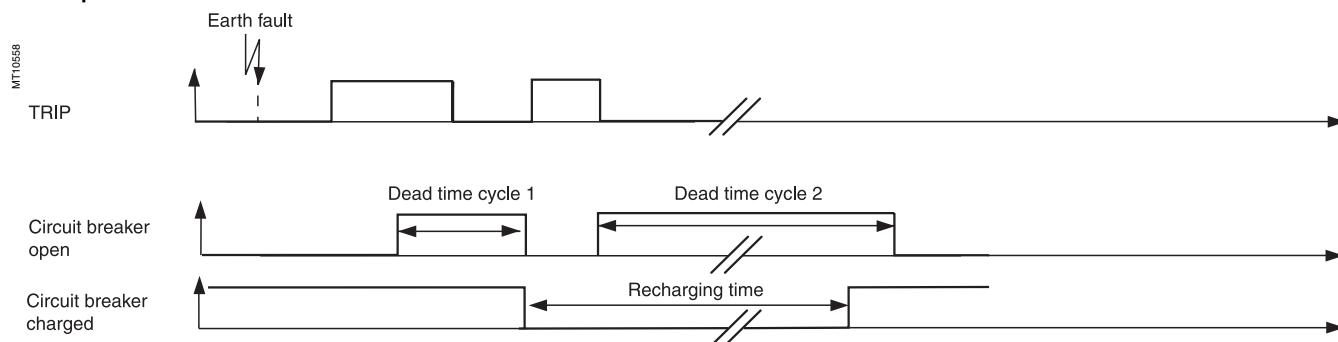 Earth fault
MT10558
TRIP
Dead time cycle 1
Dead time cycle 2
Circuit breaker
open
Circuit breaker
charged
Recharging time